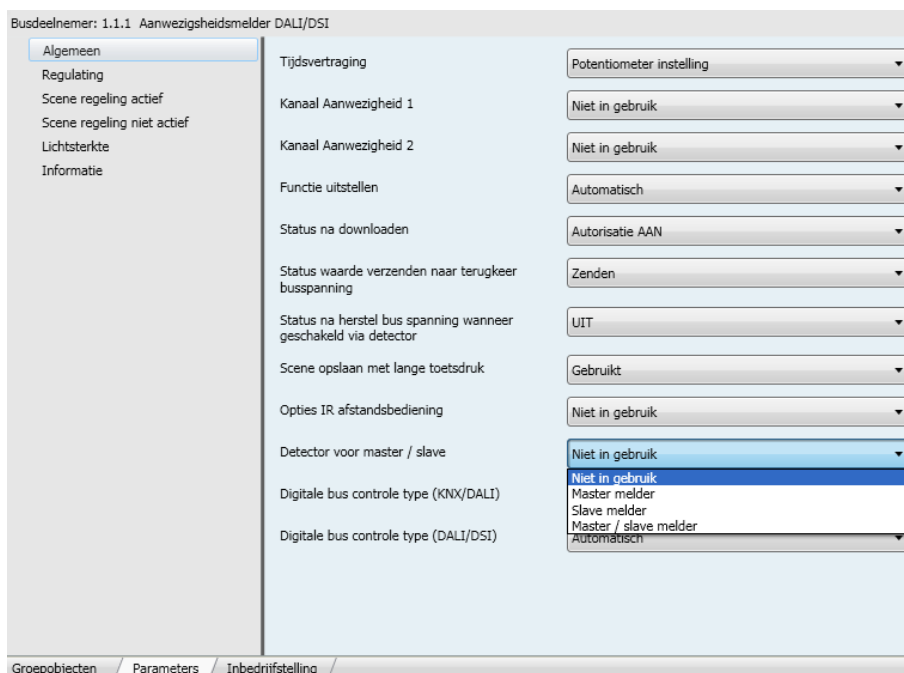 Busdeelnemer: 1.1.1 Aanwezigsheidsmelder DALI/DSI
Algemeen
Regulating
Scene regeling actief
Scene regeling niet actief
Lichtsterkte
Informatie
Tijdsvertraging
Potentiometer instelling
Kanaal Aanwezigheid 1
Niet in gebruik
Kanaal Aanwezigheid 2
Niet in gebruik
Functie uitstellen
Automatisch
Status na downloaden
Autorisatie AAN
Status waarde verzenden naar terugkeer
busspanning
Zenden
Status na herstel bus spanning wanneer
geschakeld via detector
UIT
Scene opslaan met lange toetsdruk
Gebruikt
Opties IR afstandsbediening
Niet in gebruik
Detector voor master / slave
Niet in gebruik
Niet in gebruik
Master melder
Slave melder
Master / slave melder
Digitale bus controle type (KNX/DALI)
Digitale bus controle type (DALI/DSI)
Automatisch
Groepobjecten / Parameters / Inbedrijfstelling /